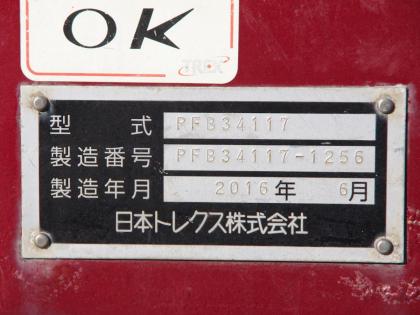 OK
TREX
型式 PFB34117
製造番号 PFB34117-1256
製造年月 2016年 6月
日本トレクス株式会社